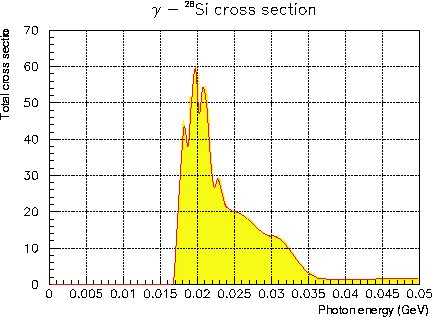 γ – ²⁸Si cross section
Total cross sectio
70
60
50
40
30
20
10
0
0 0.005 0.01 0.015 0.02 0.025 0.03 0.035 0.04 0.045 0.05
Photon energy (GeV)